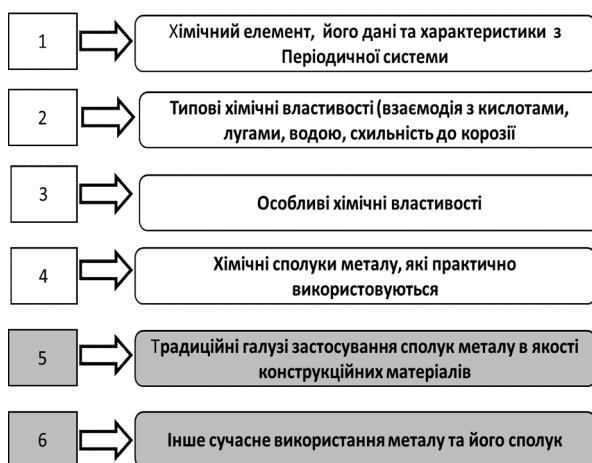 1
Хімічний елемент, його дані та характеристики з
Періодичної системи
2
Типові хімічні властивості (взаємодія з кислотами,
лугами, водою, схильність до корозії
3
Особливі хімічні властивості
4
Хімічні сполуки металу, які практично
використовуються
5
Традиційні галузі застосування сполук металу в якості
конструкційних матеріалів
6
Інше сучасне використання металу та його сполук